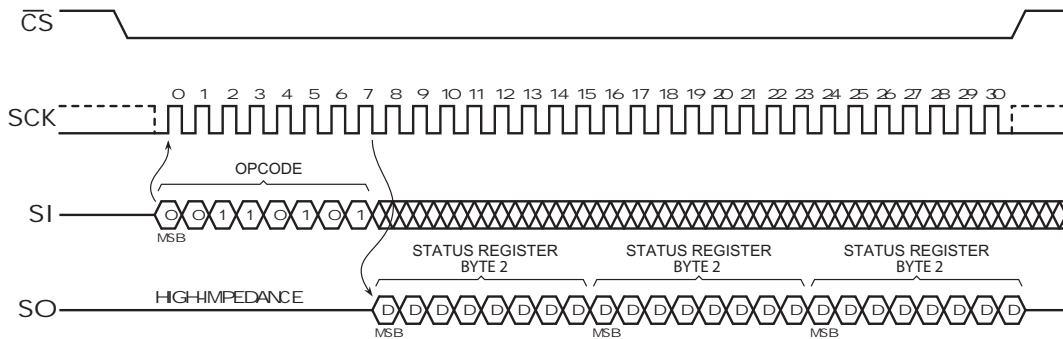 CS
SCK
0 1 2 3 4 5 6 7 8 9 10 11 12 13 14 15 16 17 18 19 20 21 22 23 24 25 26 27 28 29 30
OPCODE
SI
0 0 1 1 0 1 0 1
MSB
STATUS REGISTER
BYTE 2
STATUS REGISTER
BYTE 2
STATUS REGISTER
BYTE 2
SO
HIGH-IMPEDANCE
D D D D D D D D D D D D D D D D D D D D D D D D
MSB
MSB
MSB